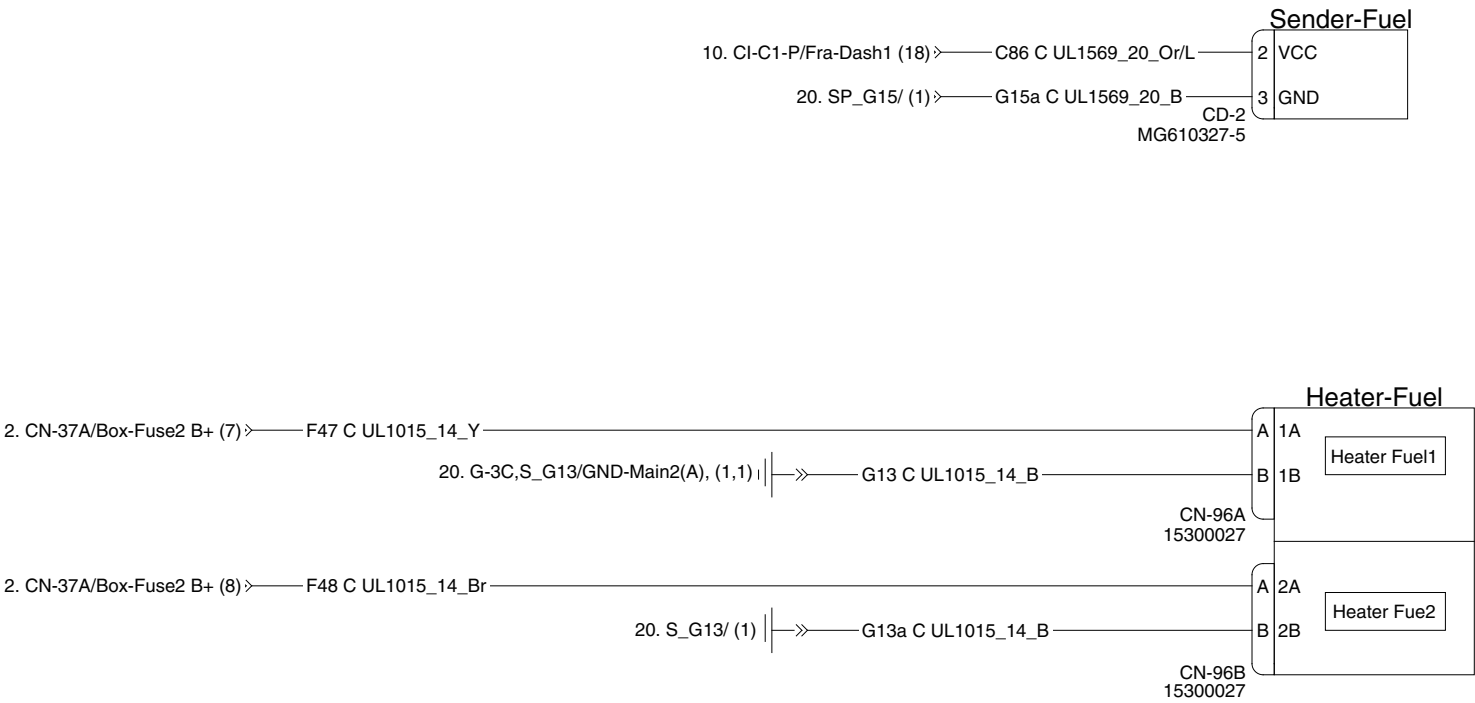 Sender-Fuel
10. CI-C1-P/Fra-Dash1 (18) C86 C UL1569_20_Or/L 2 VCC
20. SP_G15/ (1) G15a C UL1569_20_B 3 GND
CD-2
MG610327-5
Heater-Fuel
2. CN-37A/Box-Fuse2 B+ (7) F47 C UL1015_14_Y A 1A
Heater Fuel1
20. G-3C,S_G13/GND-Main2(A), (1,1) G13 C UL1015_14_B B 1B
CN-96A
15300027
2. CN-37A/Box-Fuse2 B+ (8) F48 C UL1015_14_Br A 2A
Heater Fue2
20. S_G13/ (1) G13a C UL1015_14_B B 2B
CN-96B
15300027